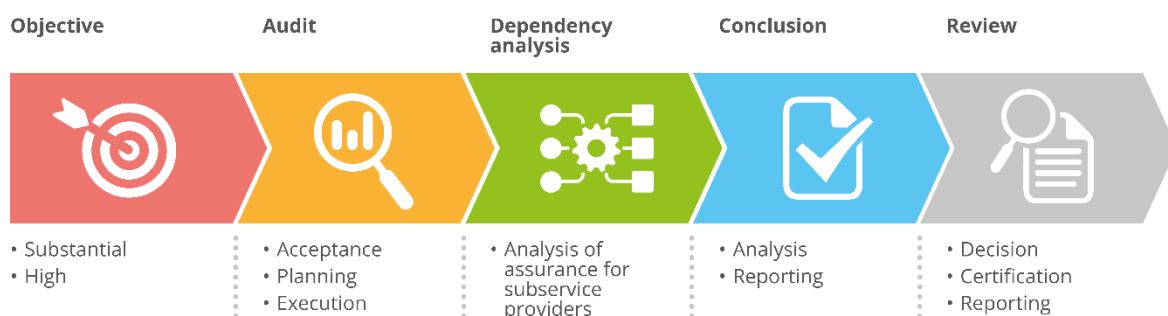 Objective
Audit
Dependency
analysis
Conclusion
Review
• Substantial
• High
• Acceptance
• Planning
• Execution
• Analysis of
assurance for
subservice
providers
• Analysis
• Reporting
• Decision
• Certification
• Reporting